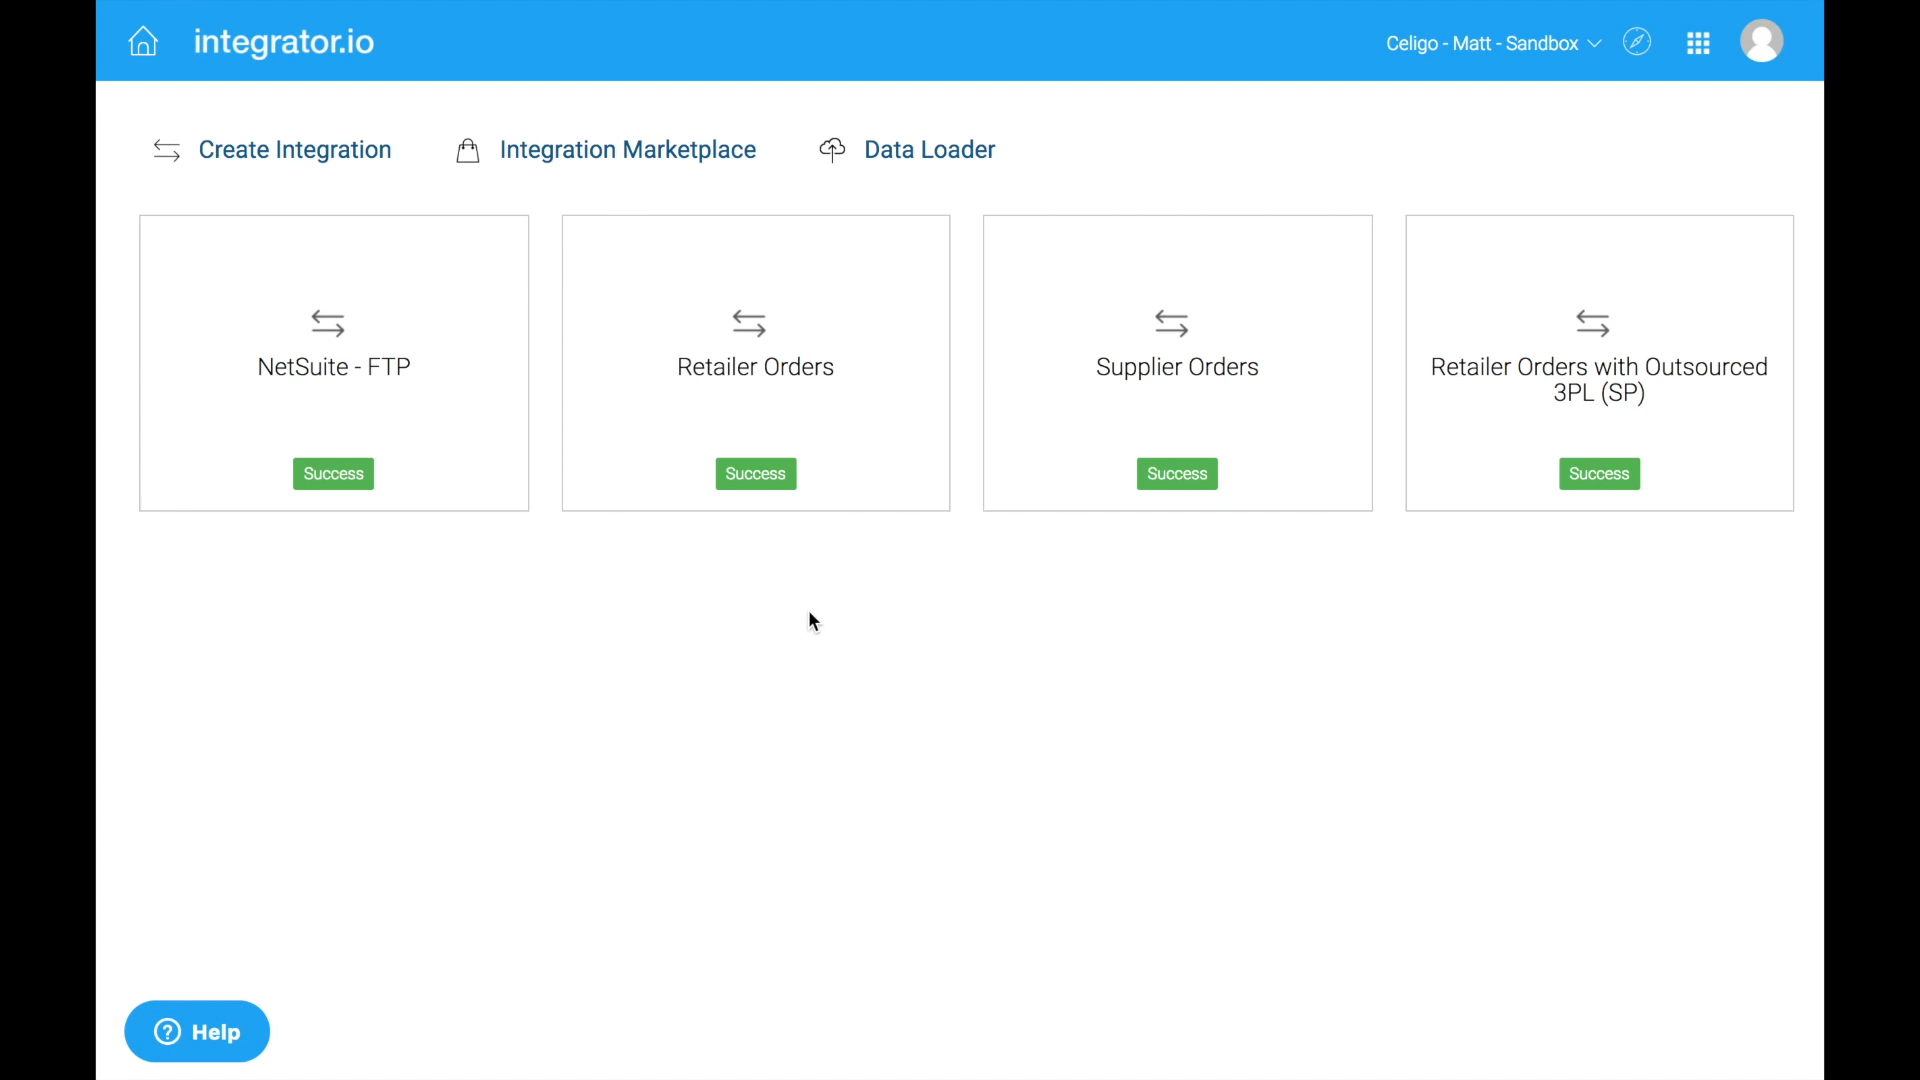 integrator.io
Celigo - Matt - Sandbox
Create Integration
Integration Marketplace
Data Loader
NetSuite - FTP
Success
Retailer Orders
Success
Supplier Orders
Success
Retailer Orders with Outsourced
3PL (SP)
Success
Help